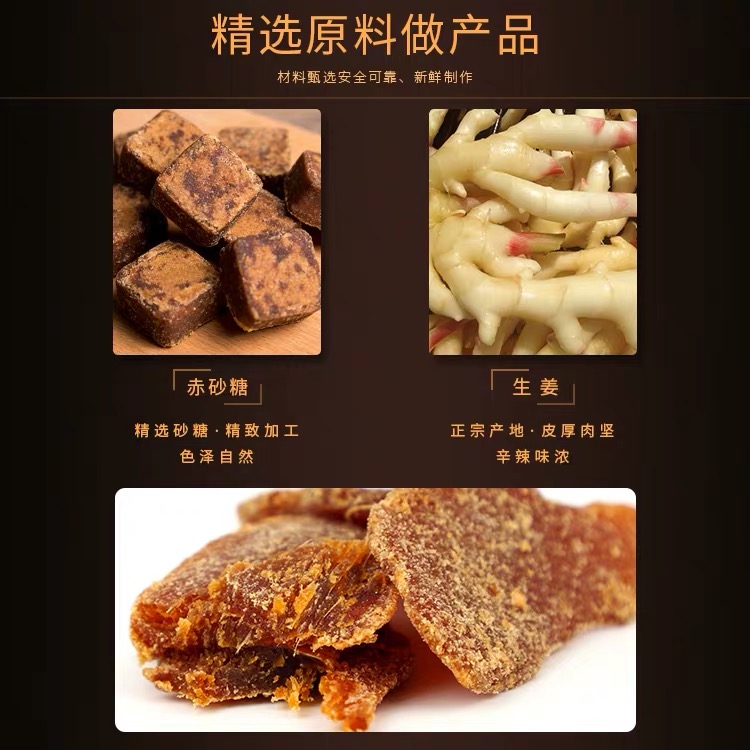 精选原料做产品
材料甄选安全可靠、新鲜制作
赤砂糖
精选砂糖·精致加工
色泽自然
生姜
正宗产地·皮厚肉坚
辛辣味浓